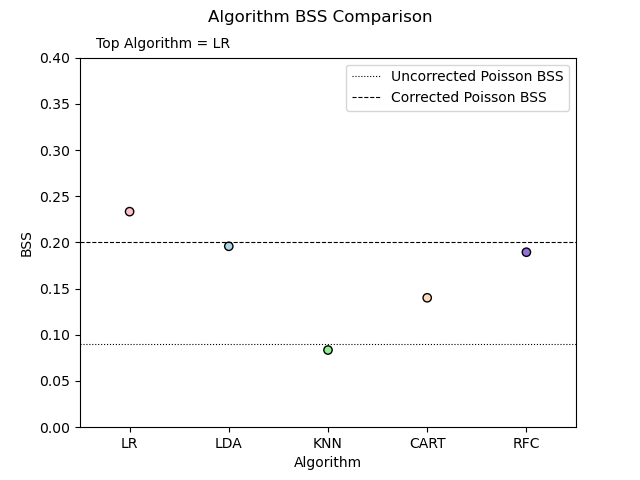 Algorithm BSS Comparison
Top Algorithm = LR
Uncorrected Poisson BSS
Corrected Poisson BSS
0.40
0.35
0.30
0.25
0.20
0.15
0.10
0.05
0.00
BSS
LR LDA KNN CART RFC
Algorithm